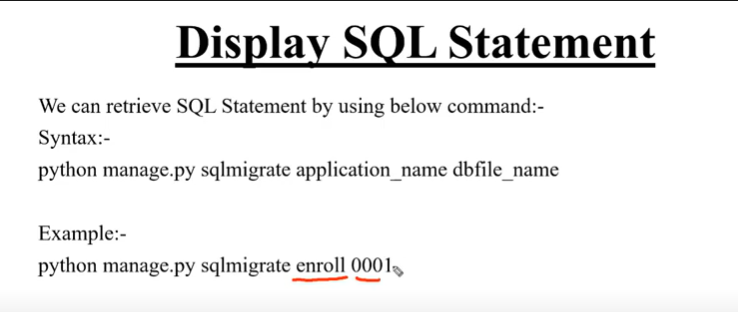 Display SQL Statement
We can retrieve SQL Statement by using below command:-
Syntax:-
python manage.py sqlmigrate application_name dbfile_name
Example:-
python manage.py sqlmigrate enroll 0001